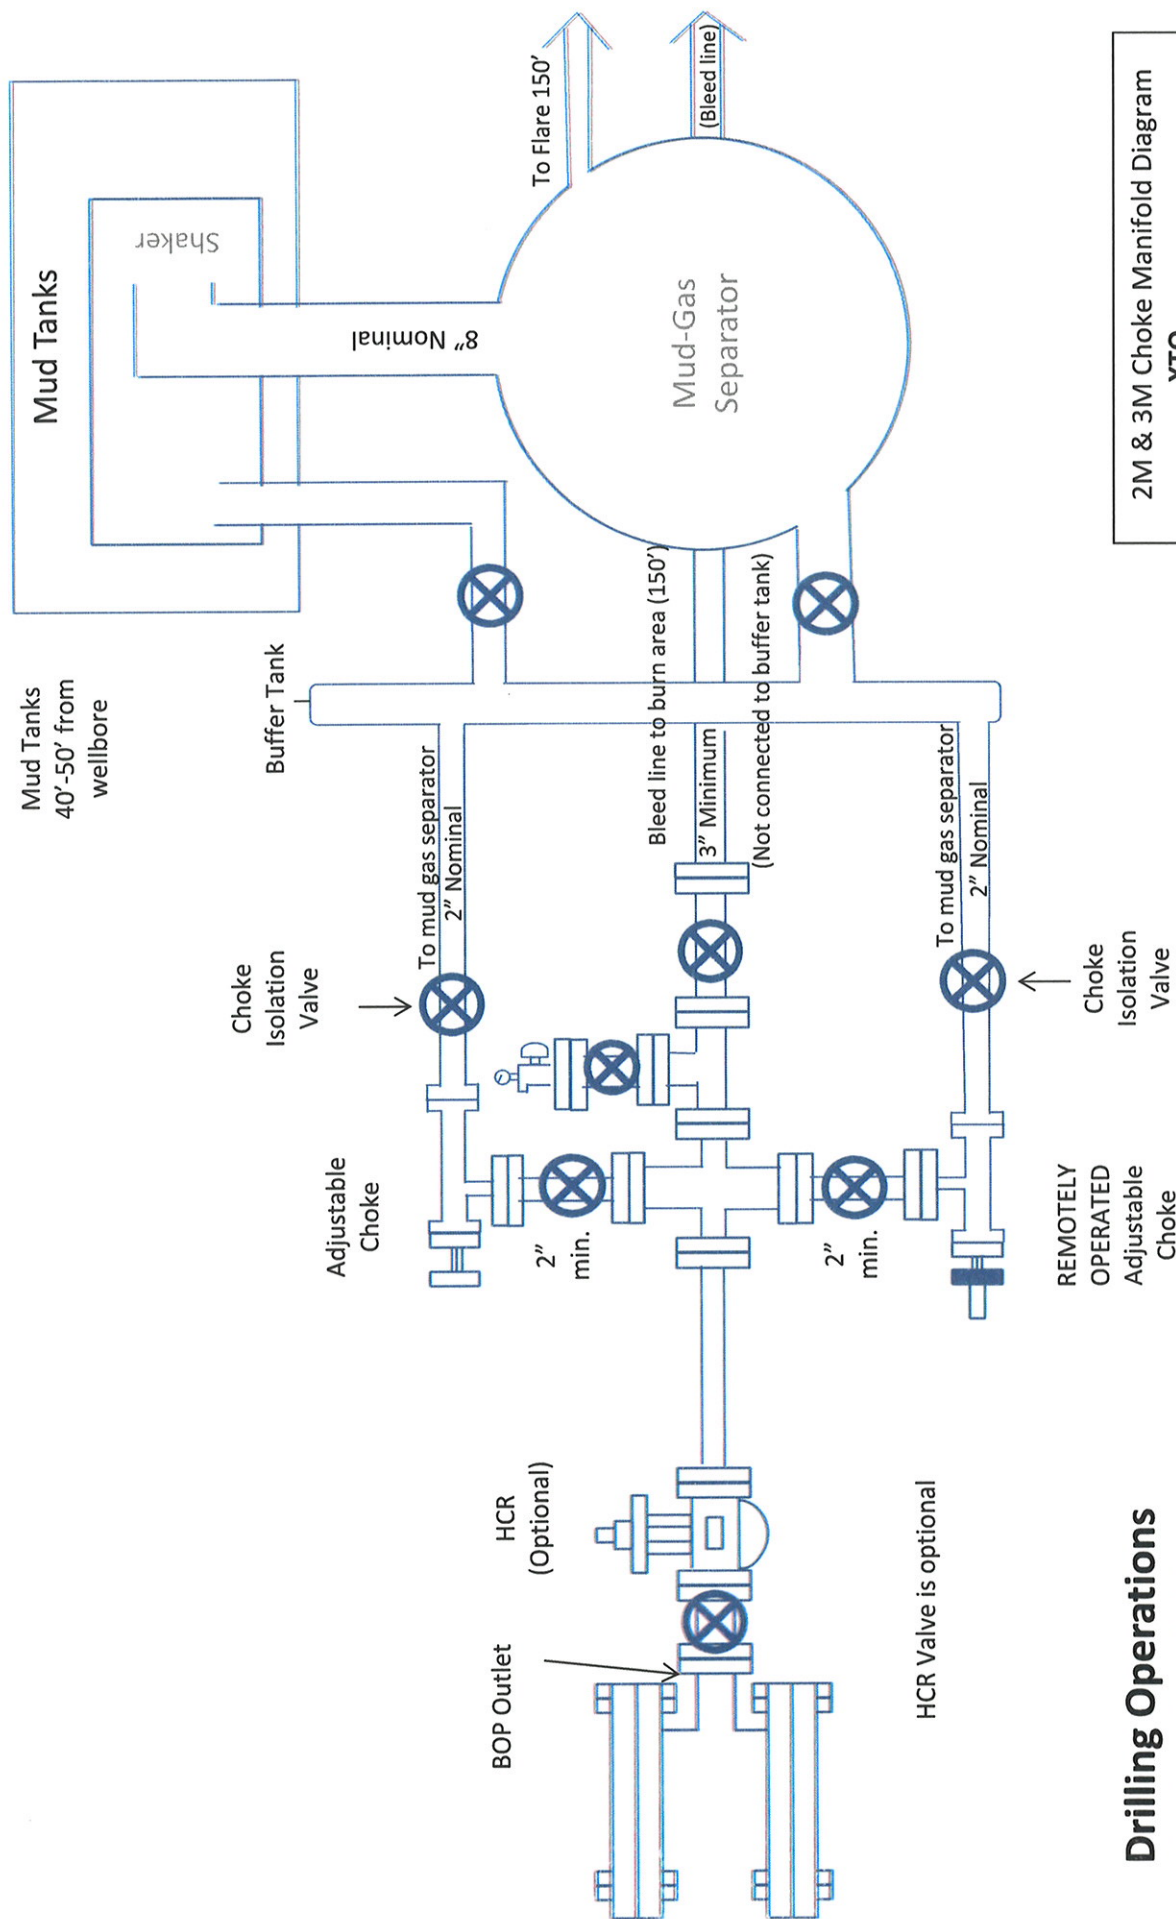 Mud Tanks
40'-50' from
wellbore
Mud Tanks
Shaker
8" Nominal
To Flare 150'
(Bleed line)
Mud-Gas
Separator
Buffer Tank
Choke
Isolation
Valve
To mud gas separator
2" Nominal
Adjustable
Choke
2"
min.
Bleed line to burn area (150')
3" Minimum
(Not connected to buffer tank)
2"
min.
To mud gas separator
2" Nominal
Choke
Isolation
Valve
REMOTELY
OPERATED
Adjustable
Choke
HCR
(Optional)
BOP Outlet
HCR Valve is optional
Drilling Operations
2M & 3M Choke Manifold Diagram
XTO